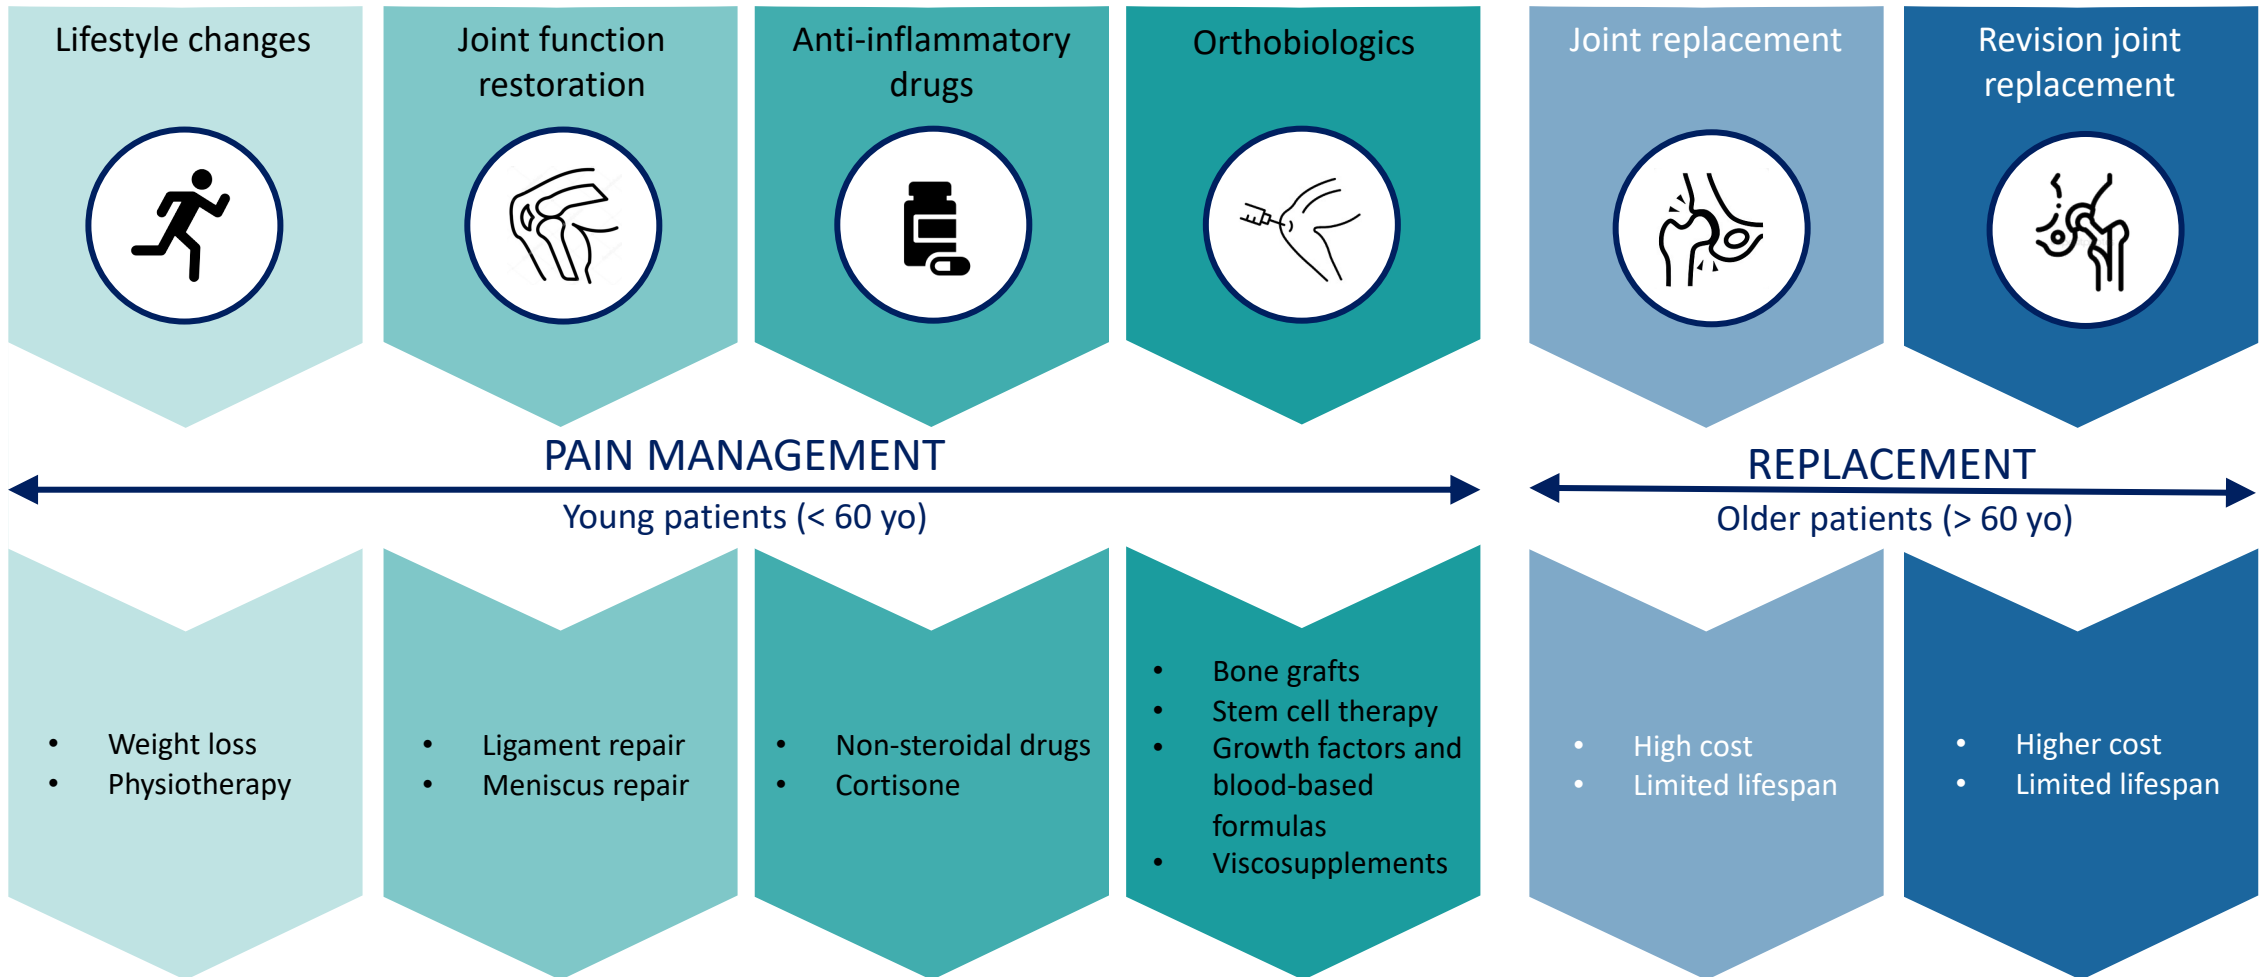 Lifestyle changes
Joint function
restoration
Anti-inflammatory
drugs
Orthobiologics
Joint replacement
Revision joint
replacement
PAIN MANAGEMENT
Young patients (< 60 yo)
REPLACEMENT
Older patients (> 60 yo)
• Weight loss
• Physiotherapy
• Ligament repair
• Meniscus repair
• Non-steroidal drugs
• Cortisone
• Bone grafts
• Stem cell therapy
• Growth factors and
blood-based
formulas
• Viscosupplements
• High cost
• Limited lifespan
• Higher cost
• Limited lifespan